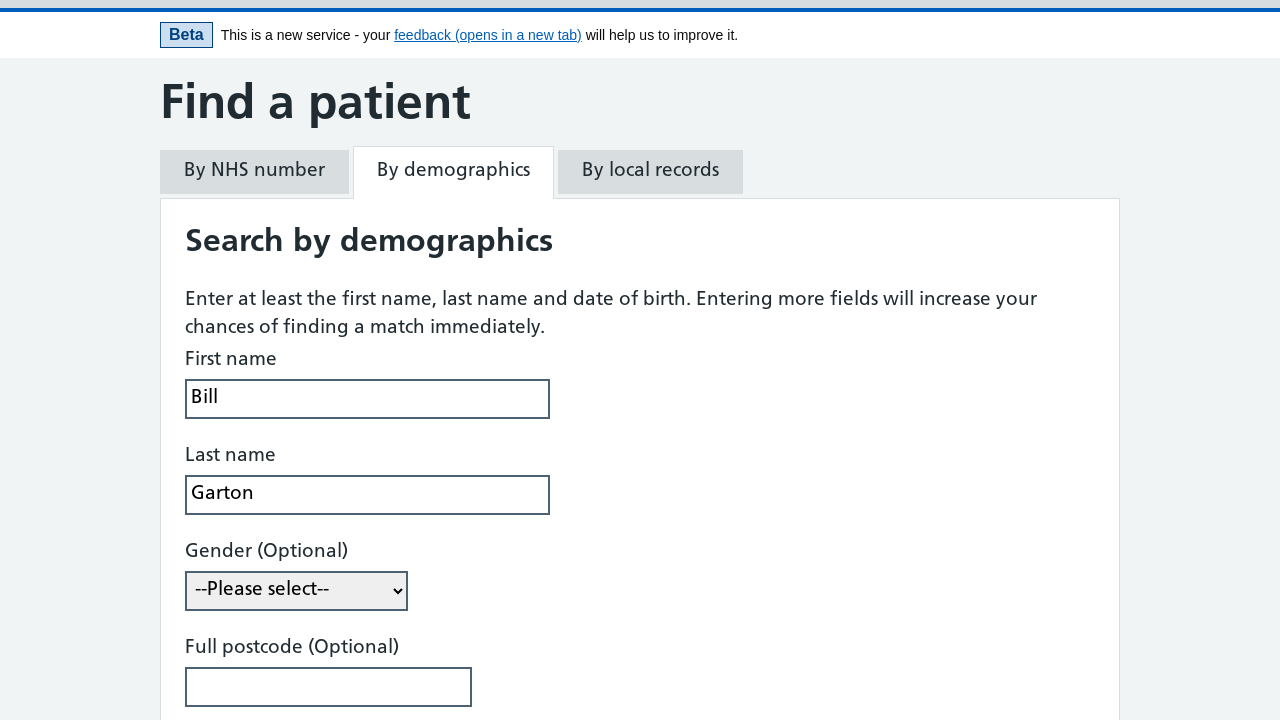 Beta This is a new service - your feedback (opens in a new tab) will help us to improve it.
Find a patient
By NHS number By demographics By local records
Search by demographics
Enter at least the first name, last name and date of birth. Entering more fields will increase your
chances of finding a match immediately.
First name
Bill
Last name
Garton
Gender (Optional)
--Please select--
Full postcode (Optional)